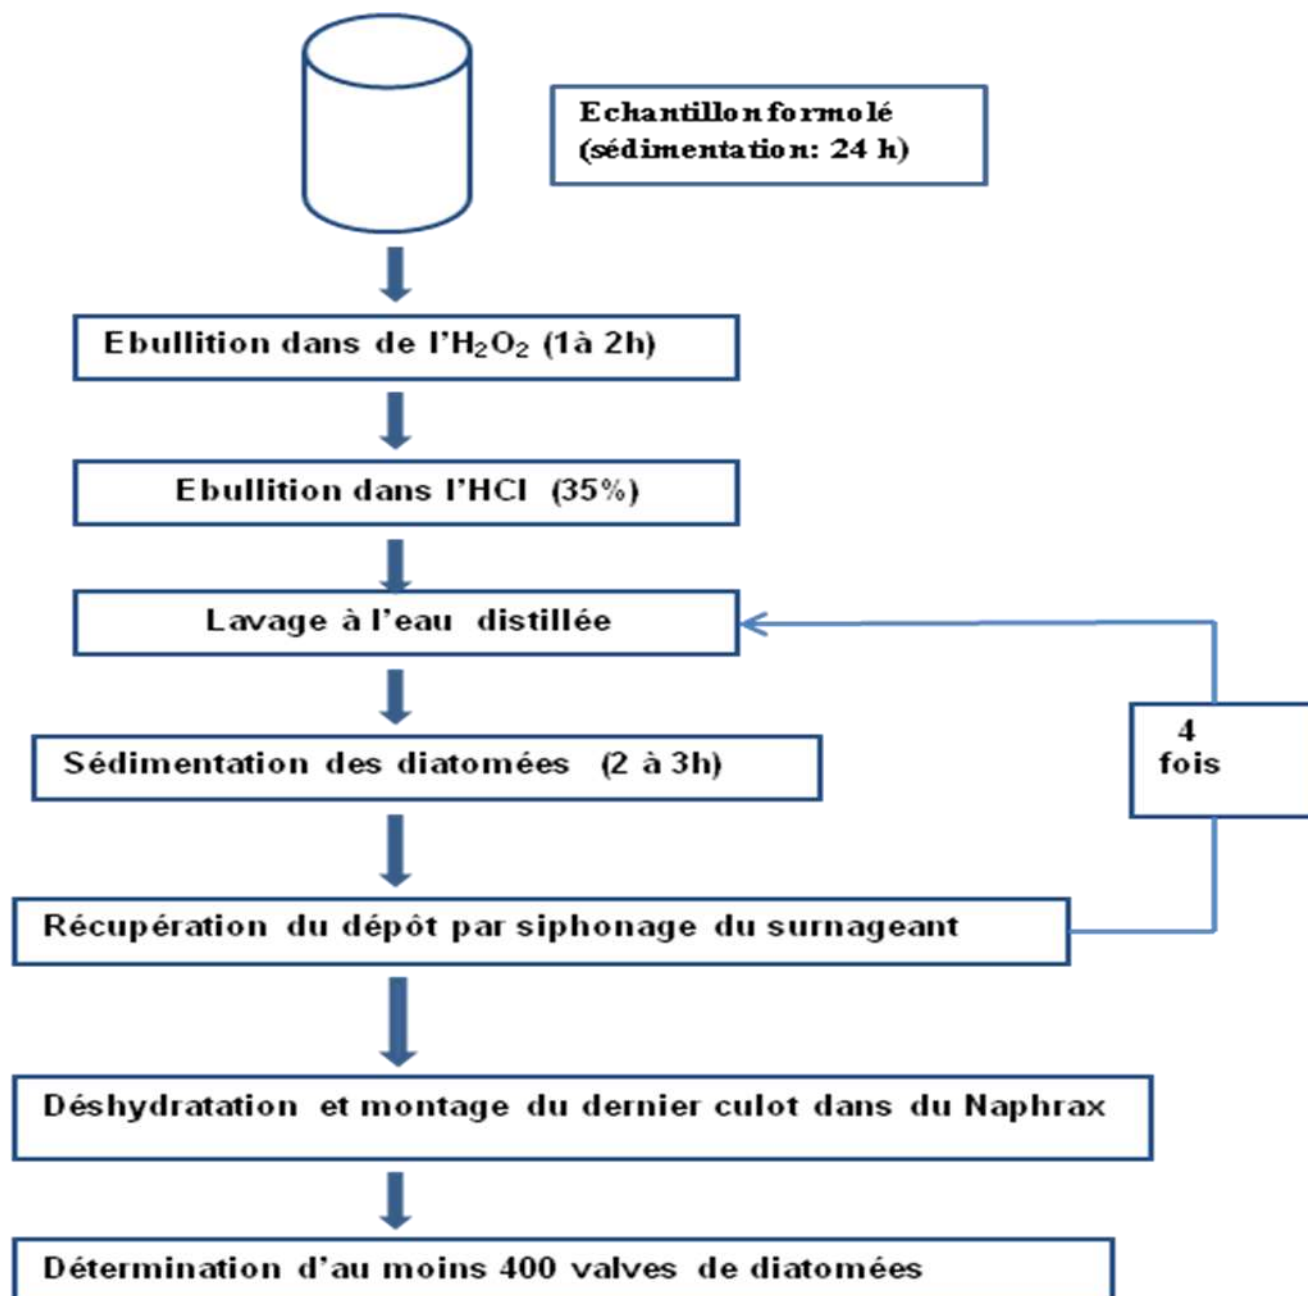 Echantillon formolé
(sédimentation: 24 h)
Ebullition dans de l'H₂O₂ (1à 2h)
Ebullition dans l'HCl (35%)
Lavage à l'eau distillée
Sédimentation des diatomées (2 à 3h)
4
fois
Récupération du dépôt par siphonage du surnageant
Déshydratation et montage du dernier culot dans du Naphrax
Détermination d'au moins 400 valves de diatomées